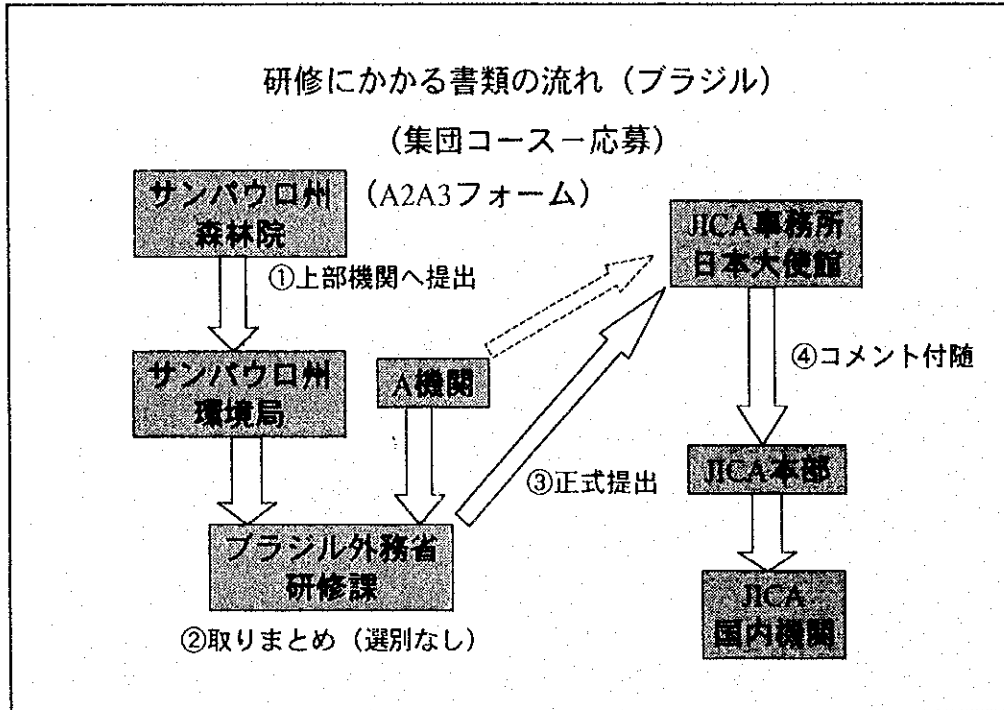 研修にかかる書類の流れ（ブラジル）
（集団コースー応募）
（A2A3フォーム）
サンパウロ州
森林院
JICA事務所
日本大使館
①上部機関へ提出
サンパウロ州
環境局
A機関
④コメント付随
③正式提出
JICA本部
ブラジル外務省
研修課
JICA
国内機関
②取りまとめ（選別なし）